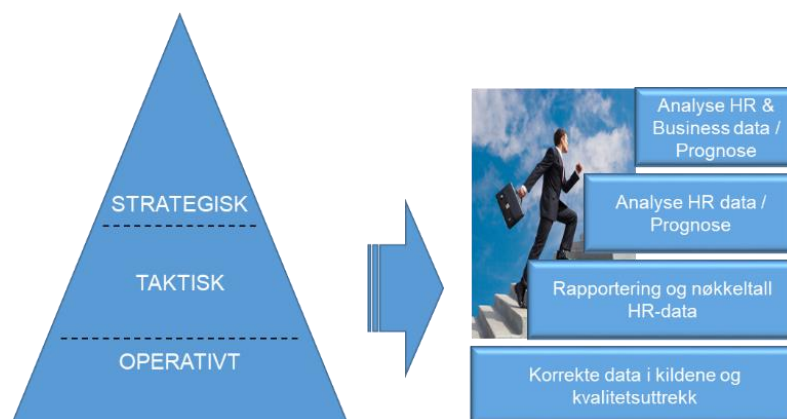 STRATEGISK
TAKTISK
OPERATIVT
Analyse HR &
Business data /
Prognose
Analyse HR data /
Prognose
Rapportering og nøkkeltall
HR-data
Korrekte data i kildene og
kvalitetsuttrekk